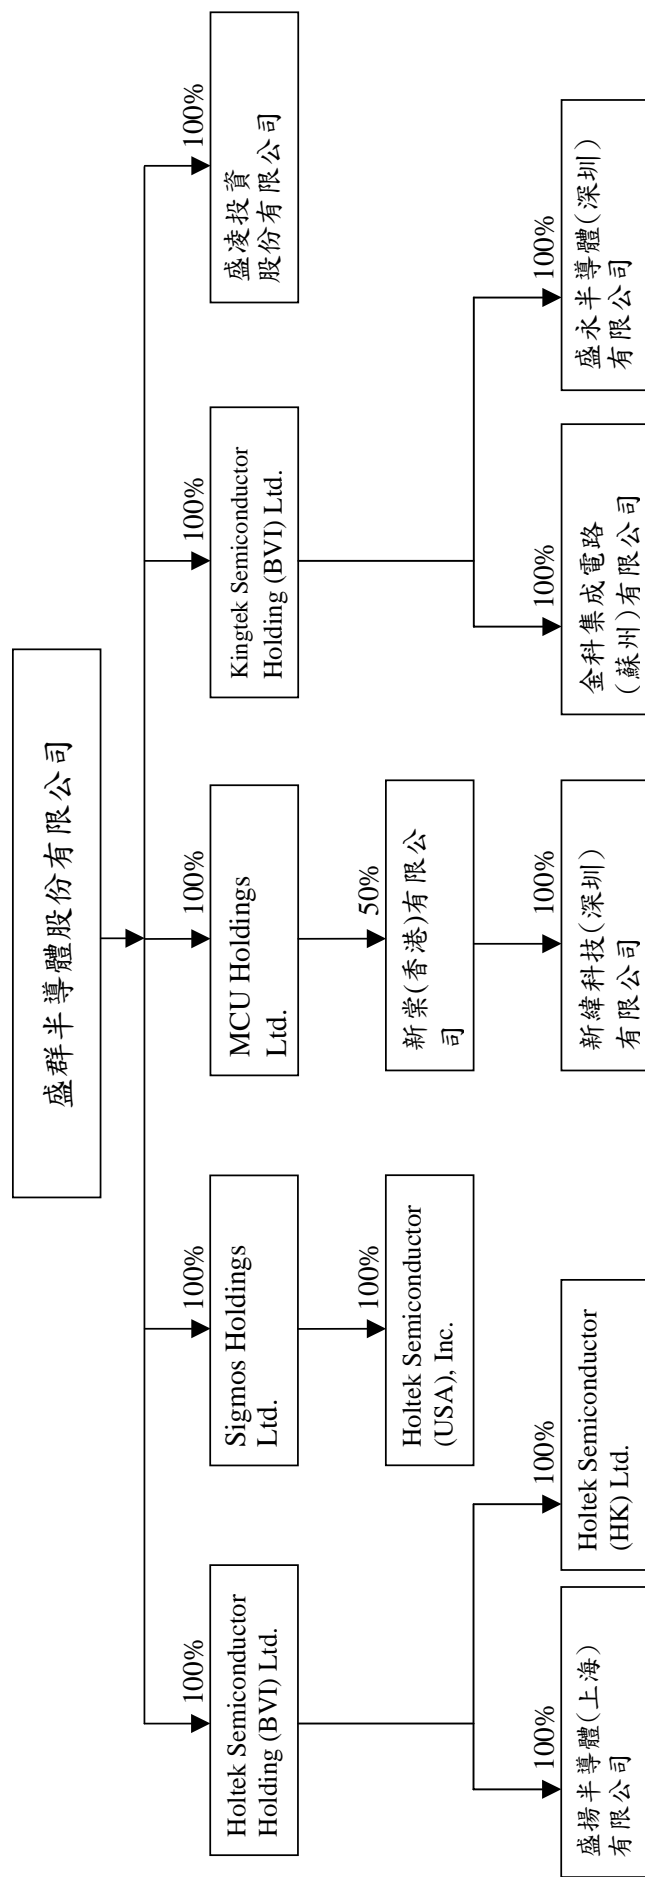 盛群半導體股份有限公司
100%
Holtek Semiconductor
Holding (BVI) Ltd.
100%
Sigmos Holdings
Ltd.
100%
MCU Holdings
Ltd.
100%
Kingtek Semiconductor
Holding (BVI) Ltd.
100%
盛凌投資
股份有限公司
100%
Holtek Semiconductor
(USA), Inc.
50%
新棠(香港)有限公
司
100%
盛揚半導體(上海)
有限公司
100%
Holtek Semiconductor
(HK) Ltd.
100%
新緯科技(深圳)
有限公司
100%
金科集成電路
(蘇州)有限公司
100%
盛永半導體(深圳)
有限公司